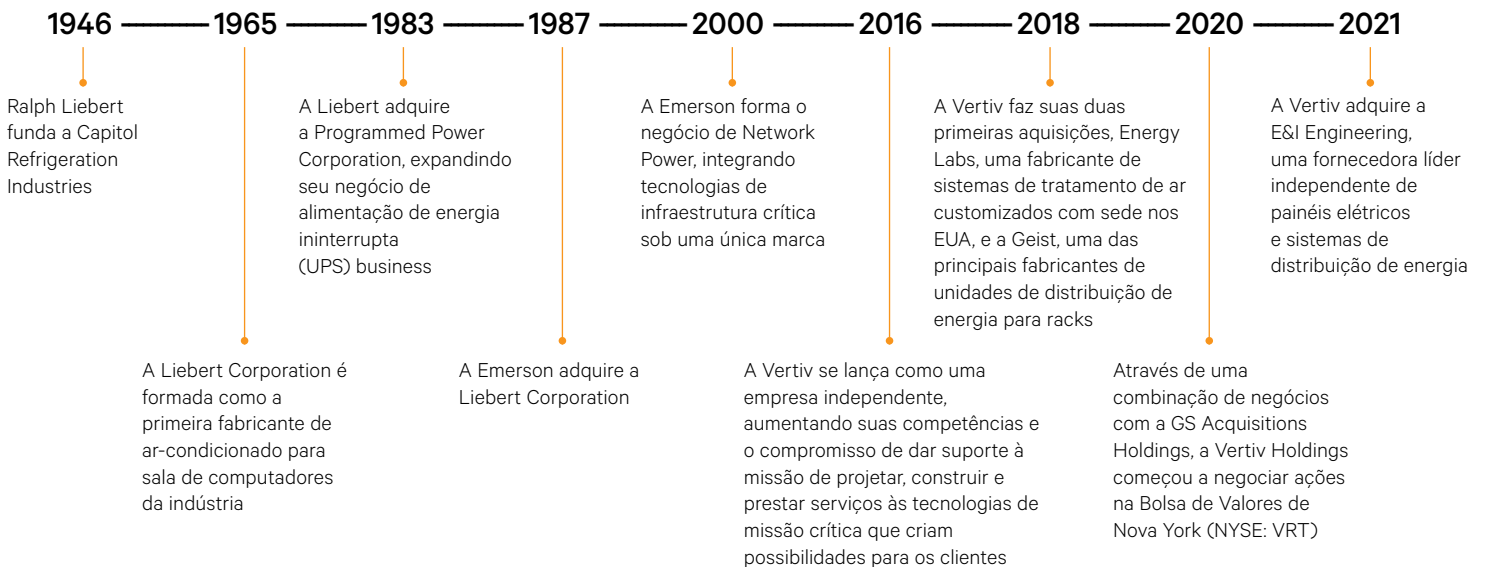 1946 1965 1983 1987 2000 2016 2018 2020 2021
Ralph Liebert
funda a Capitol
Refrigeration
Industries
A Liebert Corporation é
formada como a
primeira fabricante de
ar-condicionado para
sala de computadores
da indústria
A Liebert adquire
a Programmed Power
Corporation, expandindo
seu negócio de
alimentação de energia
ininterrupta
(UPS) business
A Emerson adquire a
Liebert Corporation
A Emerson forma o
negócio de Network
Power, integrando
tecnologias de
infraestrutura crítica
sob uma única marca
A Vertiv se lança como uma
empresa independente,
aumentando suas competências e
o compromisso de dar suporte à
missão de projetar, construir e
prestar serviços às tecnologias de
missão crítica que criam
possibilidades para os clientes
A Vertiv faz suas duas
primeiras aquisições, Energy
Labs, uma fabricante de
sistemas de tratamento de ar
customizados com sede nos
EUA, e a Geist, uma das
principais fabricantes de
unidades de distribuição de
energia para racks
Através de uma
combinação de negócios
com a GS Acquisitions
Holdings, a Vertiv Holdings
começou a negociar ações
na Bolsa de Valores de
Nova York (NYSE: VRT)
A Vertiv adquire a
E&I Engineering,
uma fornecedora líder
independente de
painéis elétricos
e sistemas de
distribuição de energia